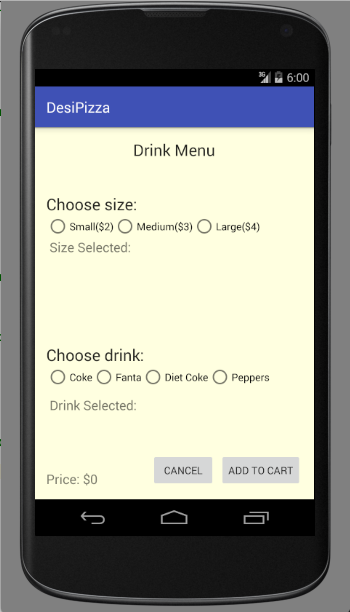 3G 6:00
DesiPizza
Drink Menu
Choose size:
Small($2) Medium($3) Large($4)
Size Selected:
Choose drink:
Coke Fanta Diet Coke Peppers
Drink Selected:
Price: $0 CANCEL ADD TO CART